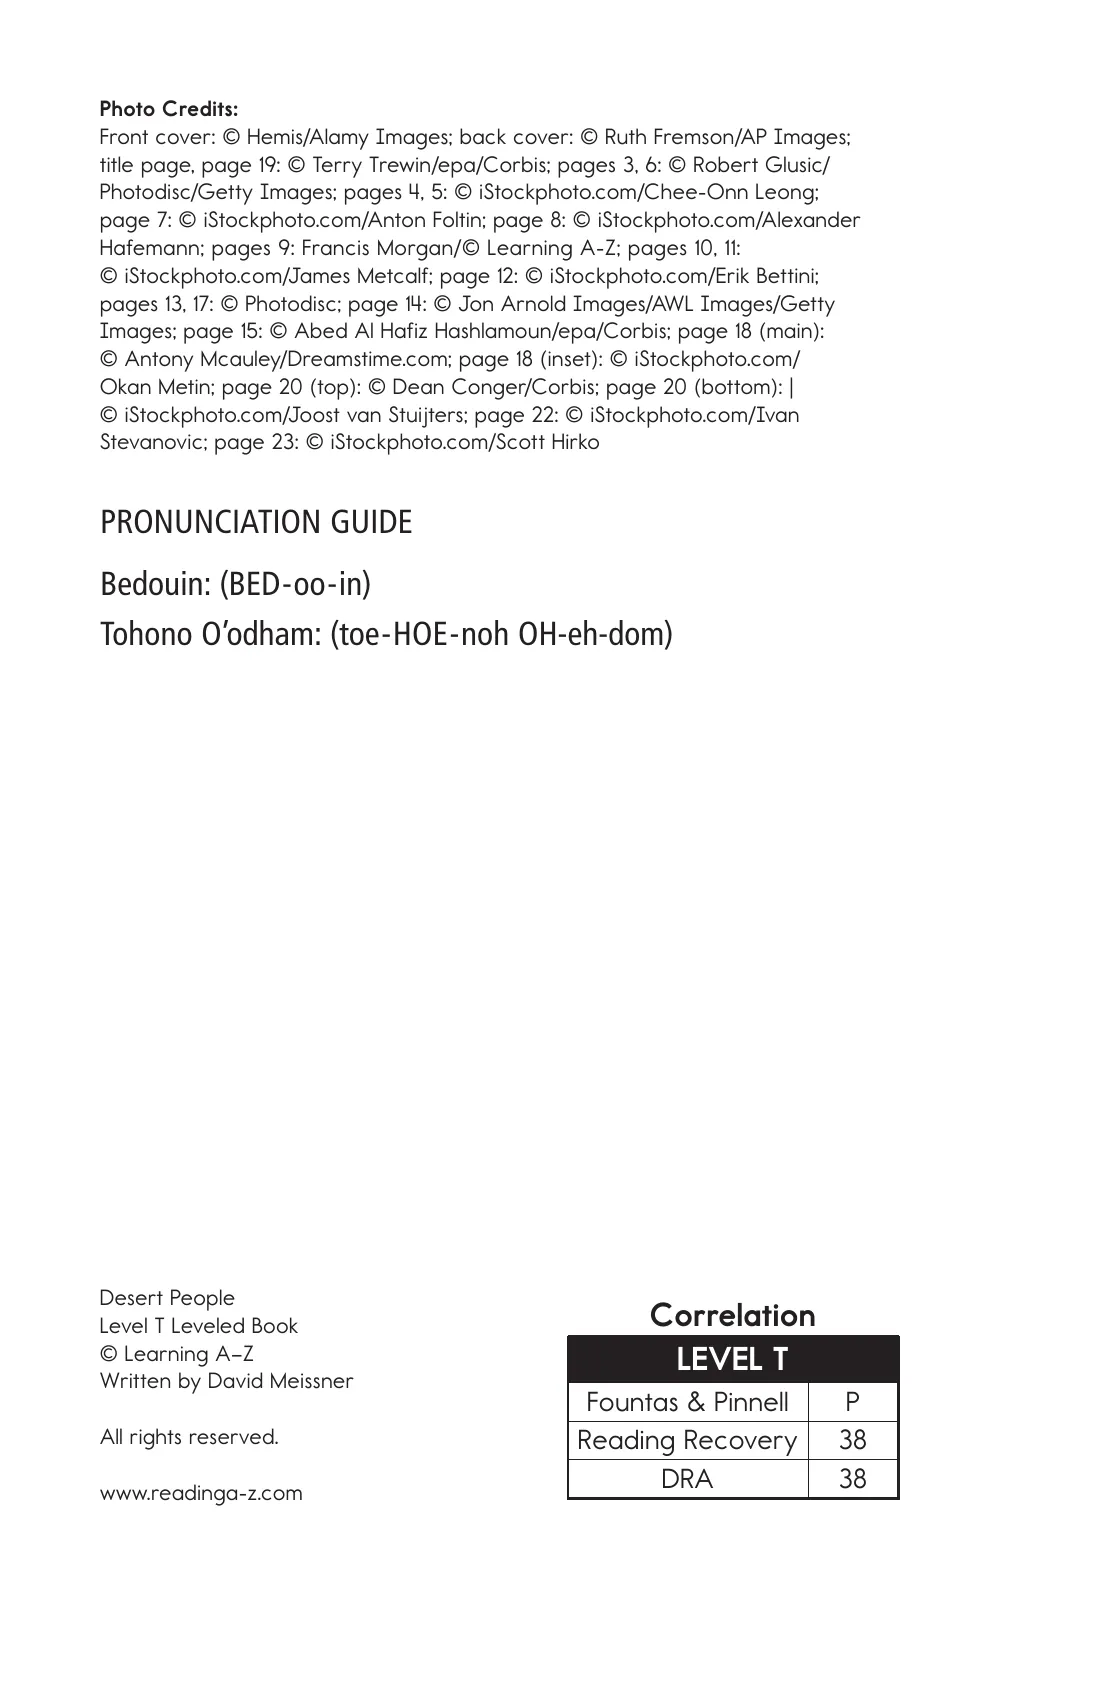 Photo Credits:
Front cover: © Hemis/Alamy Images; back cover: © Ruth Fremson/AP Images;
title page, page 19: © Terry Trewin/epa/Corbis; pages 3, 6: © Robert Glusic/
Photodisc/Getty Images; pages 4, 5: © iStockphoto.com/Chee-Onn Leong;
page 7: © iStockphoto.com/Anton Foltin; page 8: © iStockphoto.com/Alexander
Hafemann; pages 9: Francis Morgan/© Learning A-Z; pages 10, 11:
© iStockphoto.com/James Metcalf; page 12: © iStockphoto.com/Erik Bettini;
pages 13, 17: © Photodisc; page 14: © Jon Arnold Images/AWL Images/Getty
Images; page 15: © Abed Al Hafiz Hashlamoun/epa/Corbis; page 18 (main):
© Antony Mcauley/Dreamstime.com; page 18 (inset): © iStockphoto.com/
Okan Metin; page 20 (top): © Dean Conger/Corbis; page 20 (bottom): |
© iStockphoto.com/Joost van Stuijters; page 22: © iStockphoto.com/Ivan
Stevanovic; page 23: © iStockphoto.com/Scott Hirko
PRONUNCIATION GUIDE
Bedouin: (BED-oo-in)
Tohono O’odham: (toe-HOE-noh OH-eh-dom)
Desert People
Level T Leveled Book
© Learning A–Z
Written by David Meissner
All rights reserved.
www.readinga-z.com
Correlation
LEVEL T
Fountas & Pinnell P
Reading Recovery 38
DRA 38